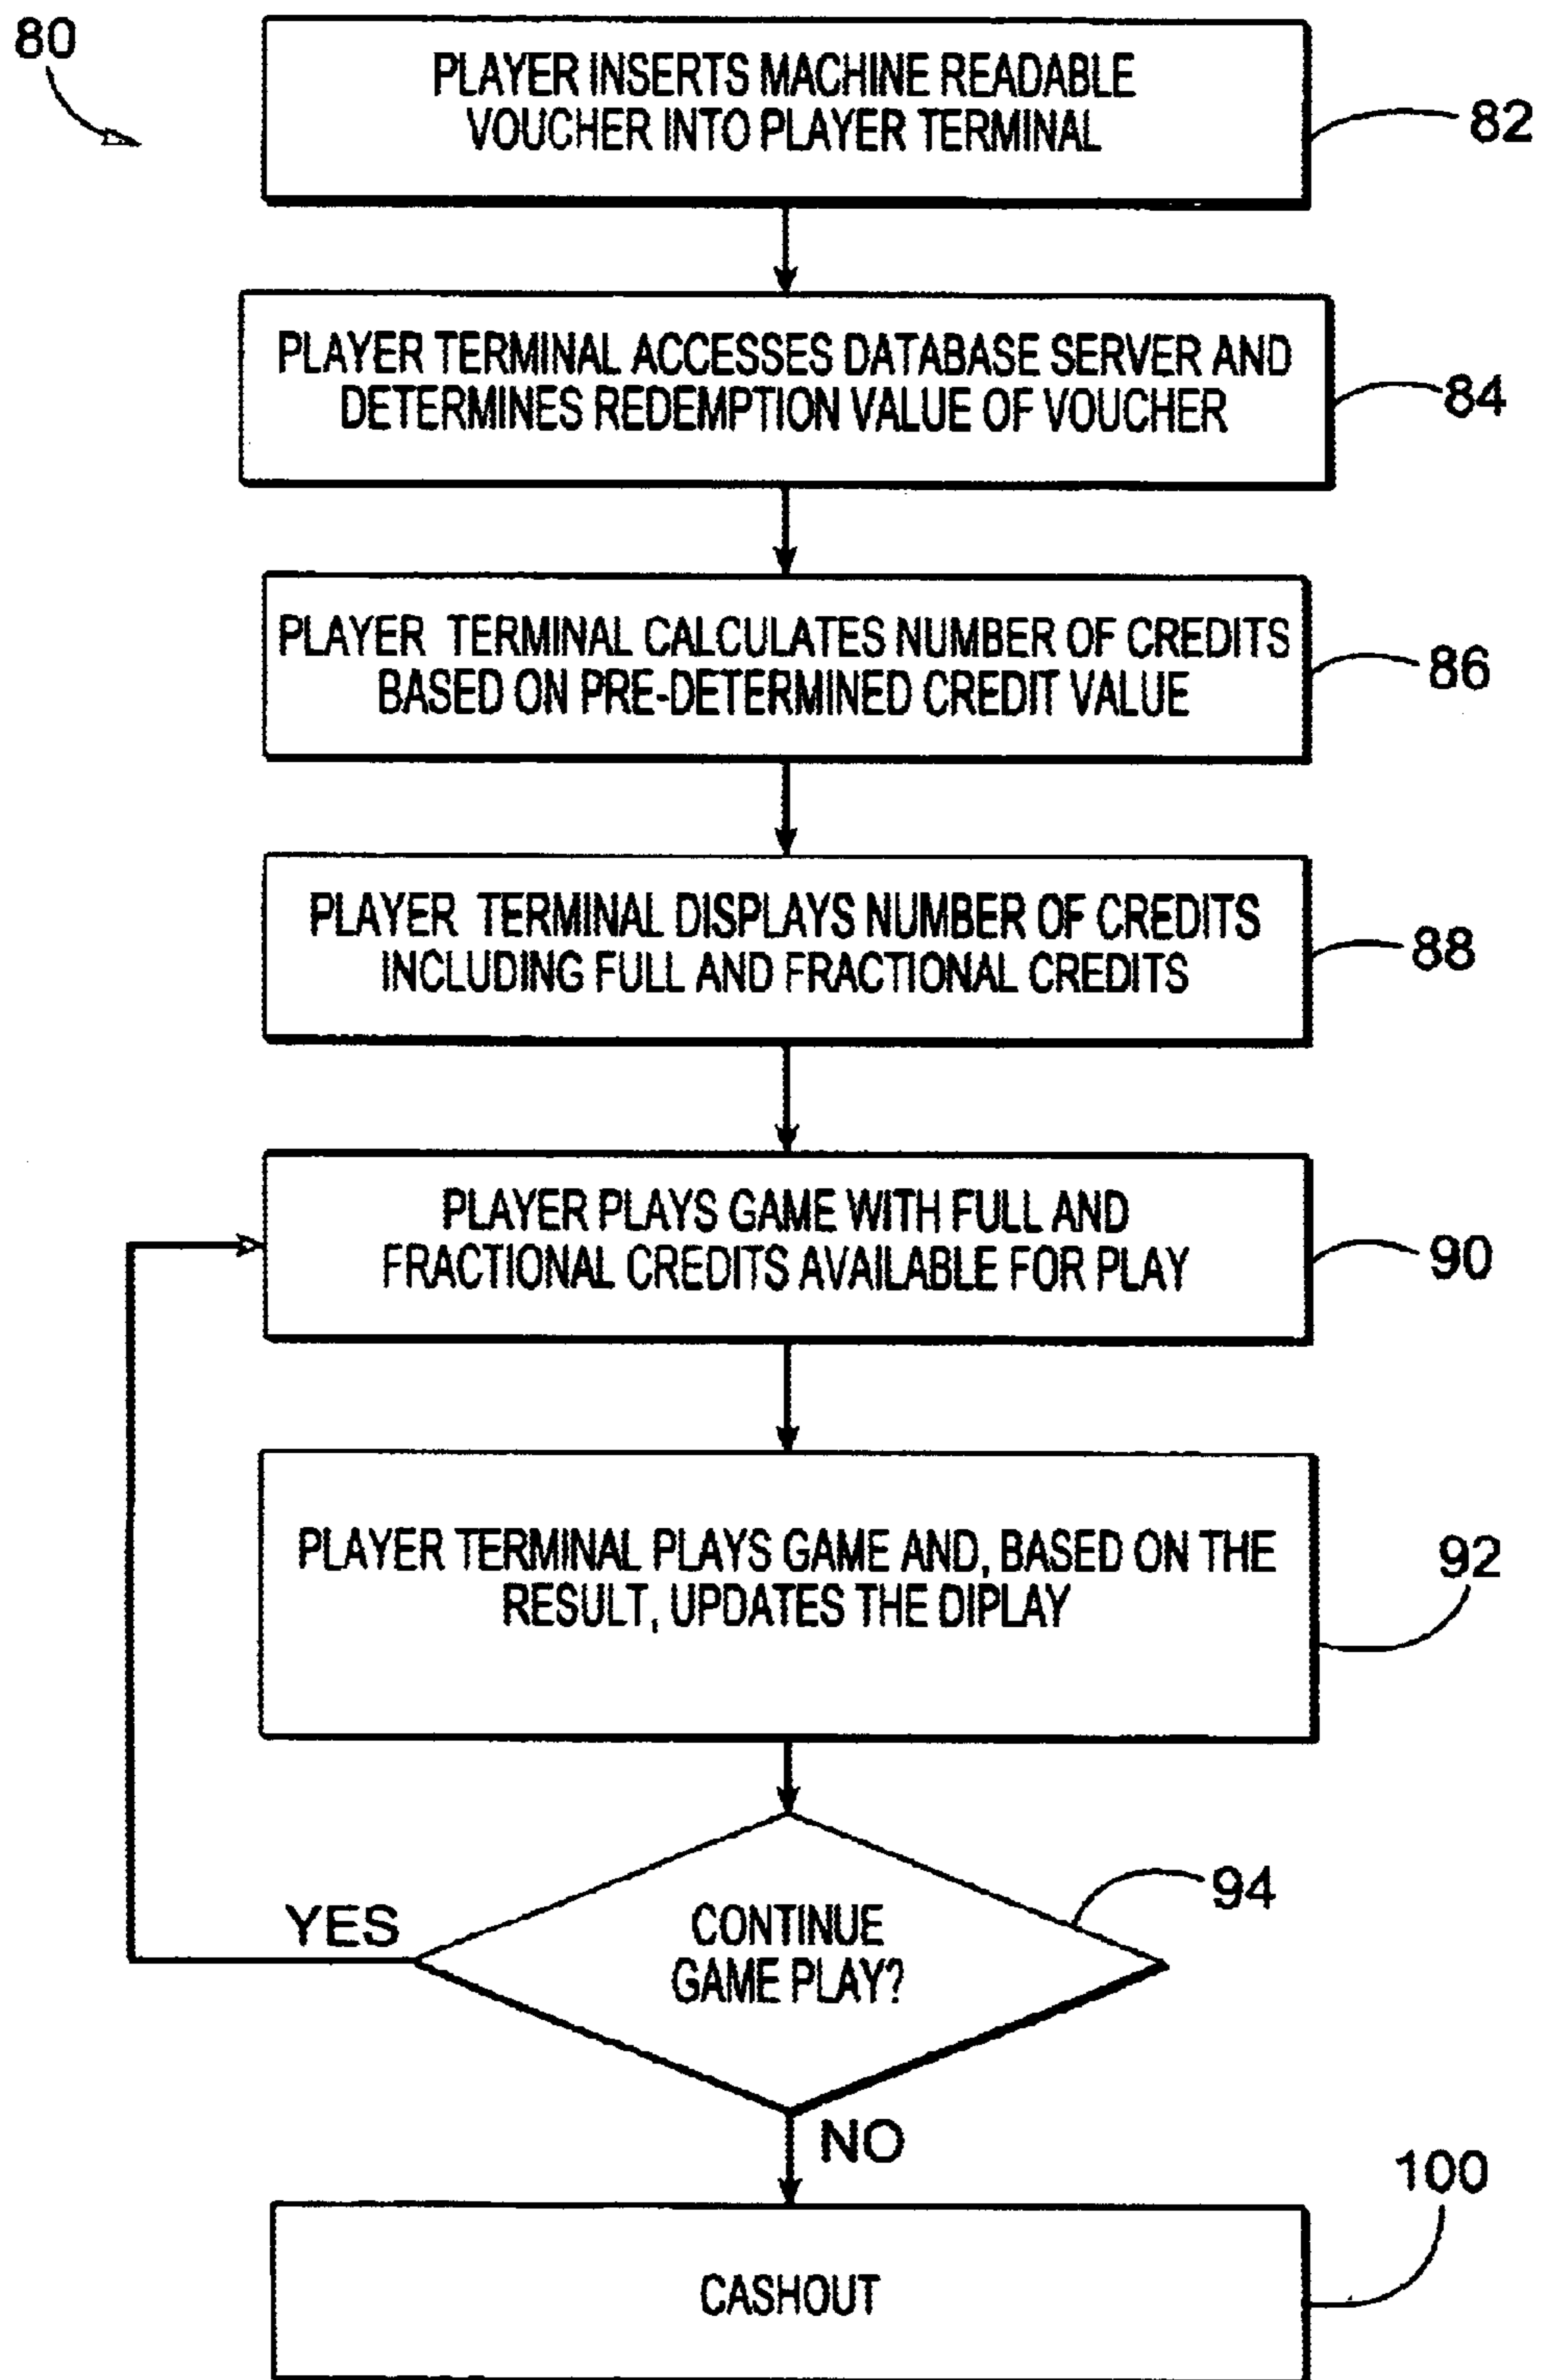 80
PLAYER INSERTS MACHINE READABLE
VOUCHER INTO PLAYER TERMINAL
82
PLAYER TERMINAL ACCESSES DATABASE SERVER AND
DETERMINES REDEMPTION VALUE OF VOUCHER
84
PLAYER TERMINAL CALCULATES NUMBER OF CREDITS
BASED ON PRE-DETERMINED CREDIT VALUE
86
PLAYER TERMINAL DISPLAYS NUMBER OF CREDITS
INCLUDING FULL AND FRACTIONAL CREDITS
88
PLAYER PLAYS GAME WITH FULL AND
FRACTIONAL CREDITS AVAILABLE FOR PLAY
90
PLAYER TERMINAL PLAYS GAME AND, BASED ON THE
RESULT, UPDATES THE DIPLAY
92
YES
CONTINUE
GAME PLAY?
94
NO
100
CASHOUT